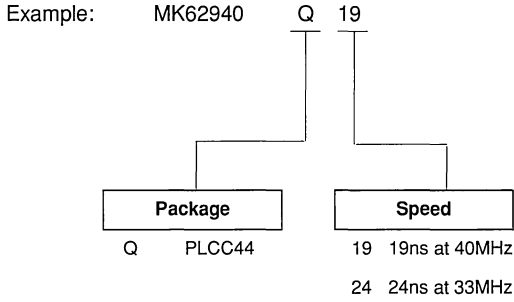 Example: MK62940 Q 19
Package Speed
Q PLCC44 19 19ns at 40MHz
24 24ns at 33MHz